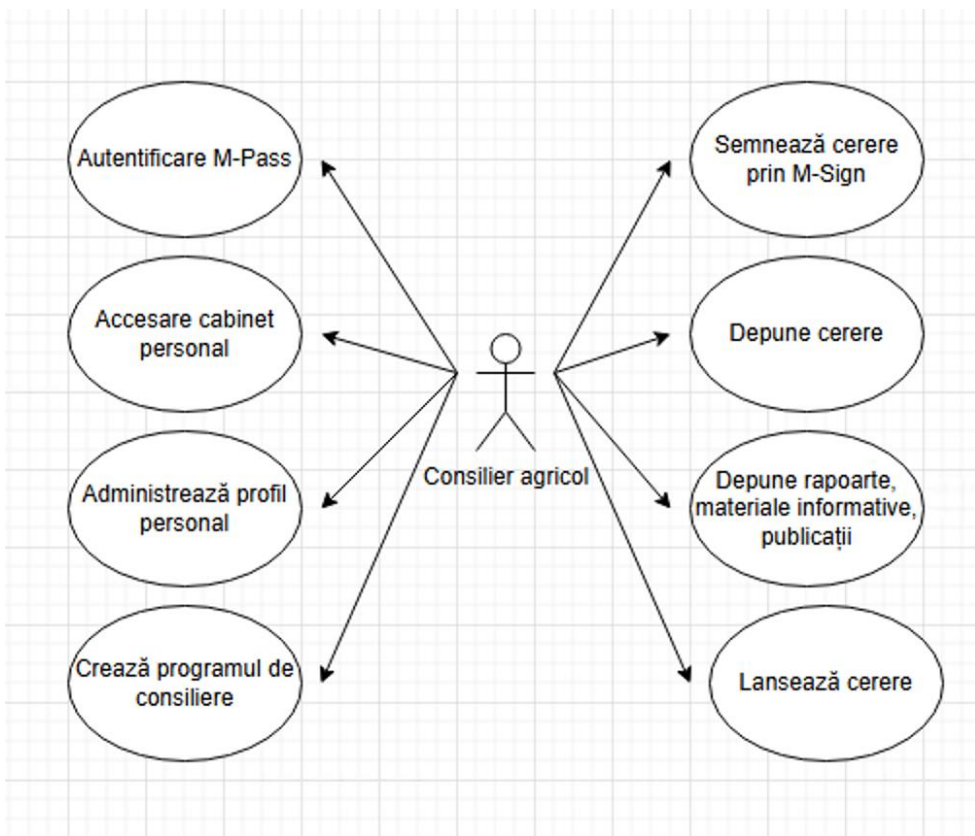 Autentificare M-Pass
Accesare cabinet
personal
Administrează profil
personal
Crează programul de
consiliere
Consilier agricol
Semnează cerere
prin M-Sign
Depune cerere
Depune rapoarte,
materiale informative,
publicații
Lansează cerere